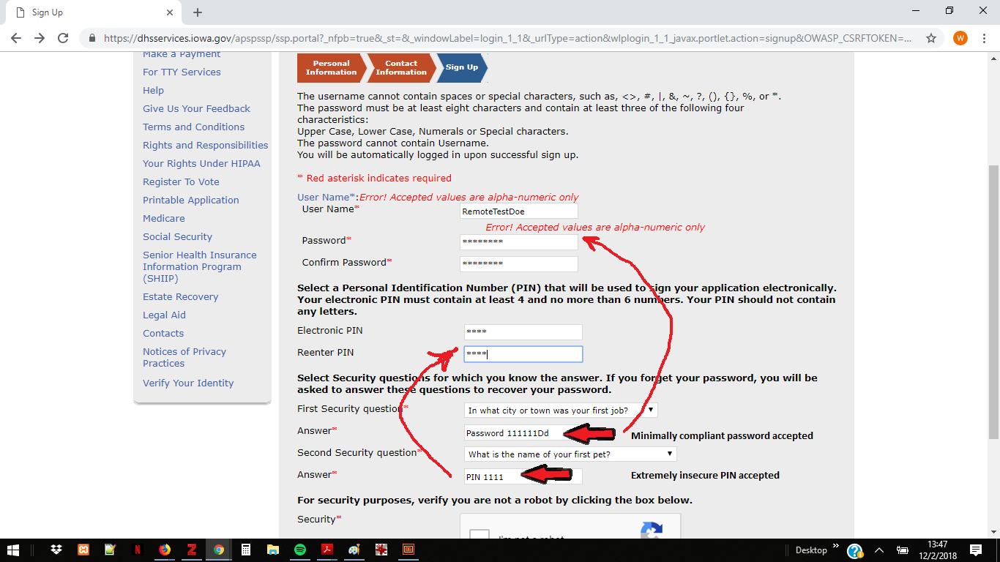 Sign Up
https://dhsservices.iowa.gov/apspssp/ssp.portal?_nfpb=true&_st=&_windowLabel=login_1_1&_urlType=action&wlplogin_1_1_javax.portlet.action=signup&OWASP_CSRFTOKEN=...
W
Make a Payment
For TTY Services
Help
Give Us Your Feedback
Terms and Conditions
Rights and Responsibilities
Your Rights Under HIPAA
Register To Vote
Printable Application
Medicare
Social Security
Senior Health Insurance
Information Program
(SHIIP)
Estate Recovery
Legal Aid
Contacts
Notices of Privacy
Practices
Verify Your Identity
Personal
Information
Contact
Information
Sign Up
The username cannot contain spaces or special characters, such as, <>, #, |, &, ~, ?, (), {}, %, or *.
The password must be at least eight characters and contain at least three of the following four
characteristics:
Upper Case, Lower Case, Numerals or Special characters.
The password cannot contain Username.
You will be automatically logged in upon successful sign up.
* Red asterisk indicates required
User Name*:Error! Accepted values are alpha-numeric only
User Name* RemoteTestDoe
Error! Accepted values are alpha-numeric only
Password* ********
Confirm Password* ********
Select a Personal Identification Number (PIN) that will be used to sign your application electronically.
Your electronic PIN must contain at least 4 and no more than 6 numbers. Your PIN should not contain
any letters.
Electronic PIN ****
Reenter PIN ****
Select Security questions for which you know the answer. If you forget your password, you will be
asked to answer these questions to recover your password.
First Security question* In what city or town was your first job?
Answer* Password 111111Dd Minimally compliant password accepted
Second Security question* What is the name of your first pet?
Answer* PIN 1111 Extremely insecure PIN accepted
For security purposes, verify you are not a robot by clicking the box below.
Security* I'm not a robot
Desktop
13:47
12/2/2018